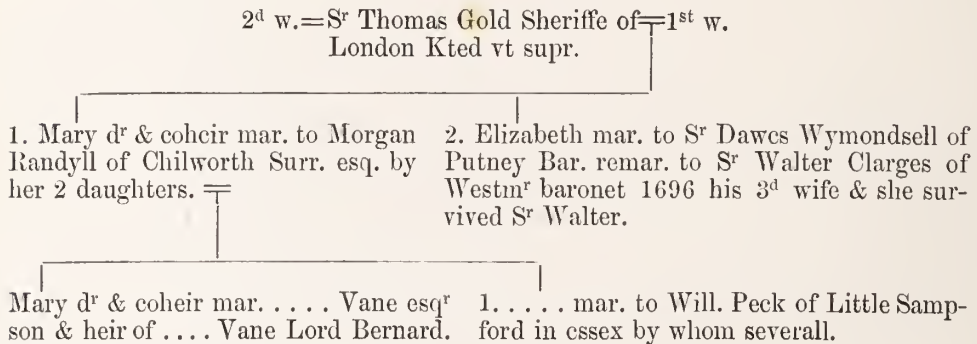 2ᵈ w.=Sʳ Thomas Gold Sheriffe of=1ˢᵗ w.
London Kted vt supr.
1. Mary dʳ & coheir mar. to Morgan
Randyll of Chilworth Surr. esq. by
her 2 daughters. =
2. Elizabeth mar. to Sʳ Dawes Wymondsell of
Putney Bar. remar. to Sʳ Walter Clarges of
Westmʳ baronet 1696 his 3ᵈ wife & she sur-
vived Sʳ Walter.
Mary dʳ & coheir mar. . . . . . Vane esqʳ
son & heir of . . . . Vane Lord Bernard.
1. . . . . . mar. to Will. Peck of Little Samp-
ford in essex by whom severall.